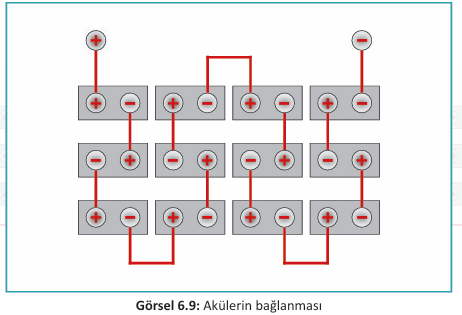 + −
+ − + − + − + −
− + − + − + − +
+ − + − + − + −
Görsel 6.9: Akülerin bağlanması